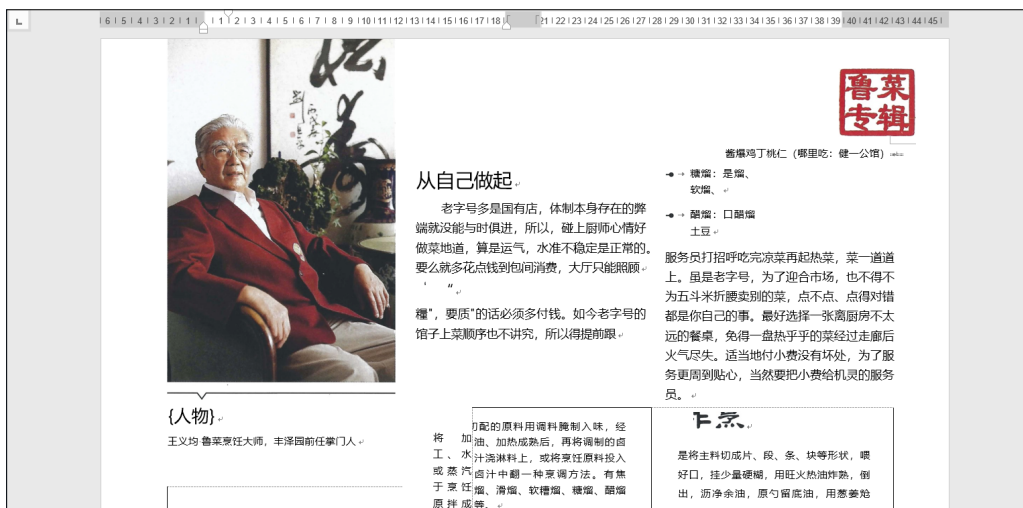 鲁菜
专辑
酱爆鸡丁桃仁（哪里吃：健一公馆）
从自己做起
老字号多是国有店，体制本身存在的弊
端就没能与时俱进，所以，碰上厨师心情好
做菜地道，算是运气，水准不稳定是正常的。
要么就多花点钱到包间消费，大厅只能照顾
糧"，要质"的话必须多付钱。如今老字号的
馆子上菜顺序也不讲究，所以得提前跟
糖熘：是熘、
软熘、
醋熘：口醋熘
土豆
服务员打招呼吃完凉菜再起热菜，菜一道道
上。虽是老字号，为了迎合市场，也不得不
为五斗米折腰卖别的菜，点不点、点得对错
都是你自己的事。最好选择一张离厨房不太
远的餐桌，免得一盘热乎乎的菜经过走廊后
火气尽失。适当地付小费没有坏处，为了服
务更周到贴心，当然要把小费给机灵的服务
员。
{人物}
王义均 鲁菜烹饪大师，丰泽园前任掌门人
将 加
工、水
或蒸汽
于烹饪
原拌成
切配的原料用调料腌制入味，经
油、加热成熟后，再将调制的卤
汁浇淋料上，或将烹饪原料投入
卤汁中翻一种烹调方法。有焦
熘、滑熘、软糟熘、糖熘、醋熘
等。
是将主料切成片、段、条、块等形状，喂
好口，挂少量硬糊，用旺火热油炸熟，倒
出，沥净余油，原勺留底油，用葱姜炝